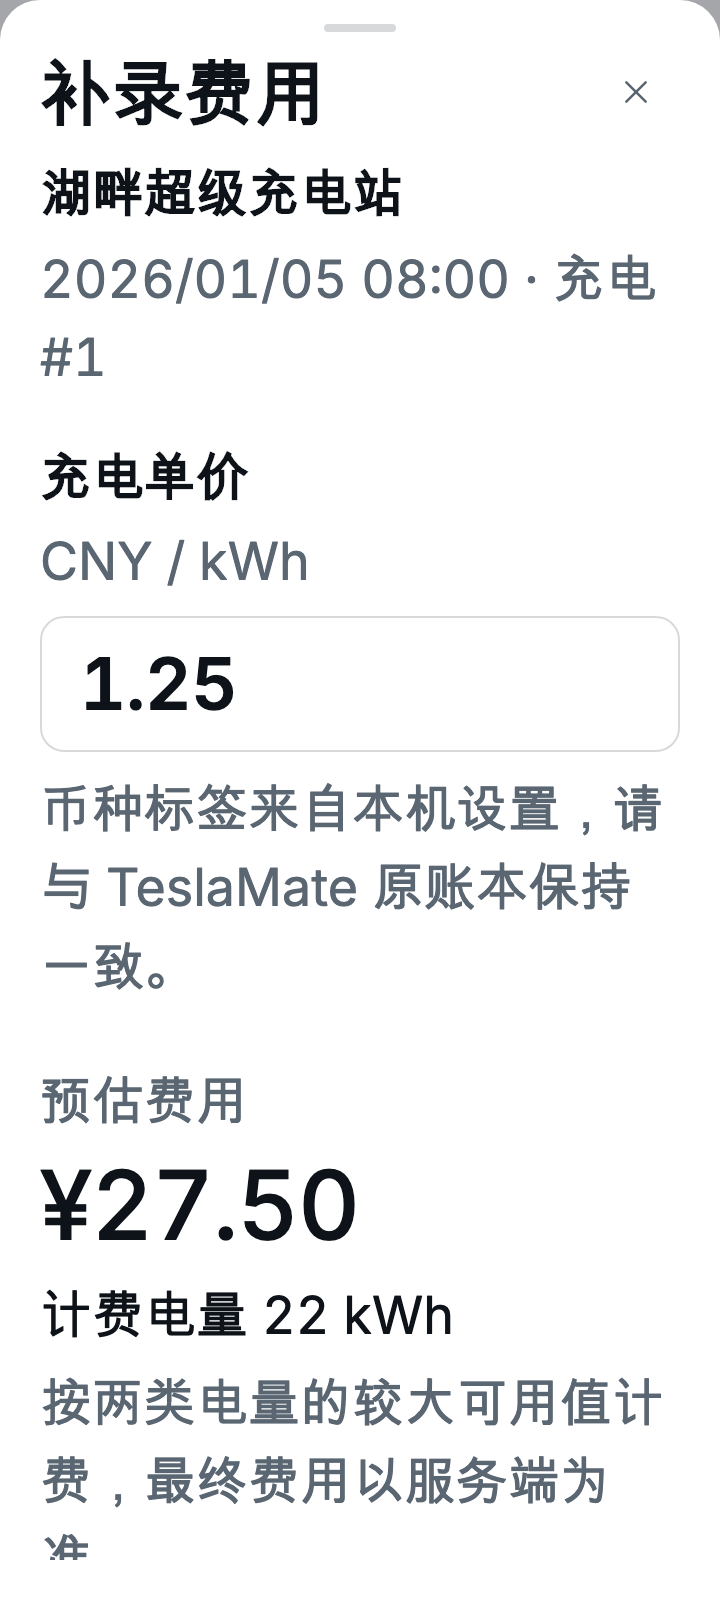 补录费用
湖畔超级充电站
2026/01/05 08:00 · 充电
#1
充电单价
CNY / kWh
1.25
币种标签来自本机设置，请
与 TeslaMate 原账本保持
一致。
预估费用
¥27.50
计费电量 22 kWh
按两类电量的较大可用值计
费，最终费用以服务端为
准